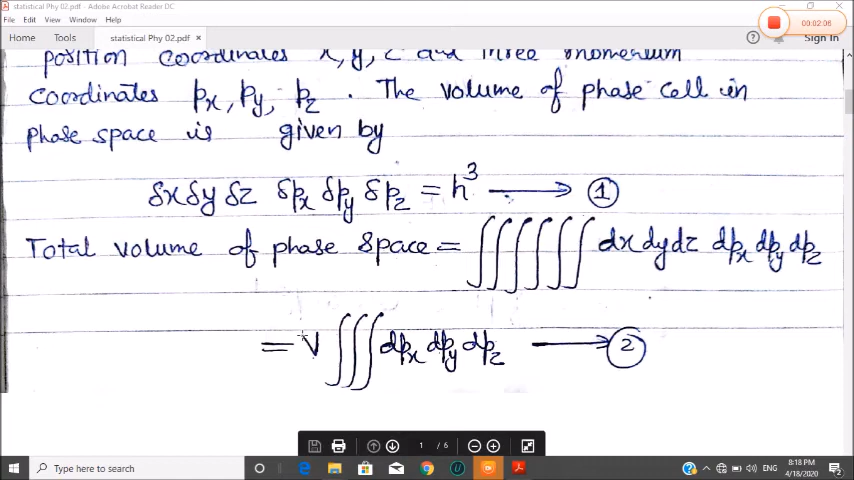 statistical Phy 02.pdf - Adobe Acrobat Reader DC
File Edit View Window Help
Home Tools statistical Phy 02.pdf × Sign In
00:02:06
position coordinates x, y, z and three momentum
coordinates px, py, pz . The volume of phase cell in
phase space is given by
δx δy δz δpx δpy δpz = h³ → ①
Total volume of phase space = ∫∫∫∫∫∫ dx dy dz dpx dpy dpz
= V ∫∫∫ dpx dpy dpz → ②
1 / 6
Type here to search
ENG
8:18 PM
4/18/2020
2